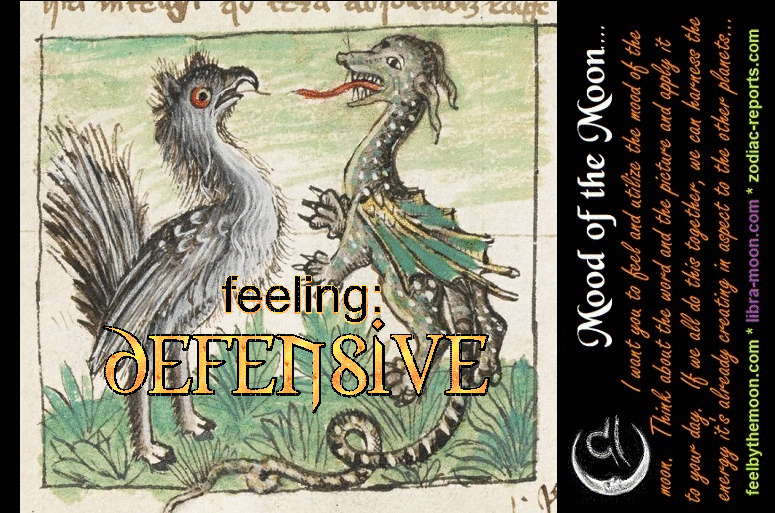 feeling:
DEFENSIVE
Mood of the Moon....
I want you to feel and utilize the mood of the
moon. Think about the word and the picture and apply it
to your day. If we all do this together, we can harness the
energy it's already creating in aspect to the other planets...
feelbythemoon.com * libra-moon.com * zodiac-reports.com